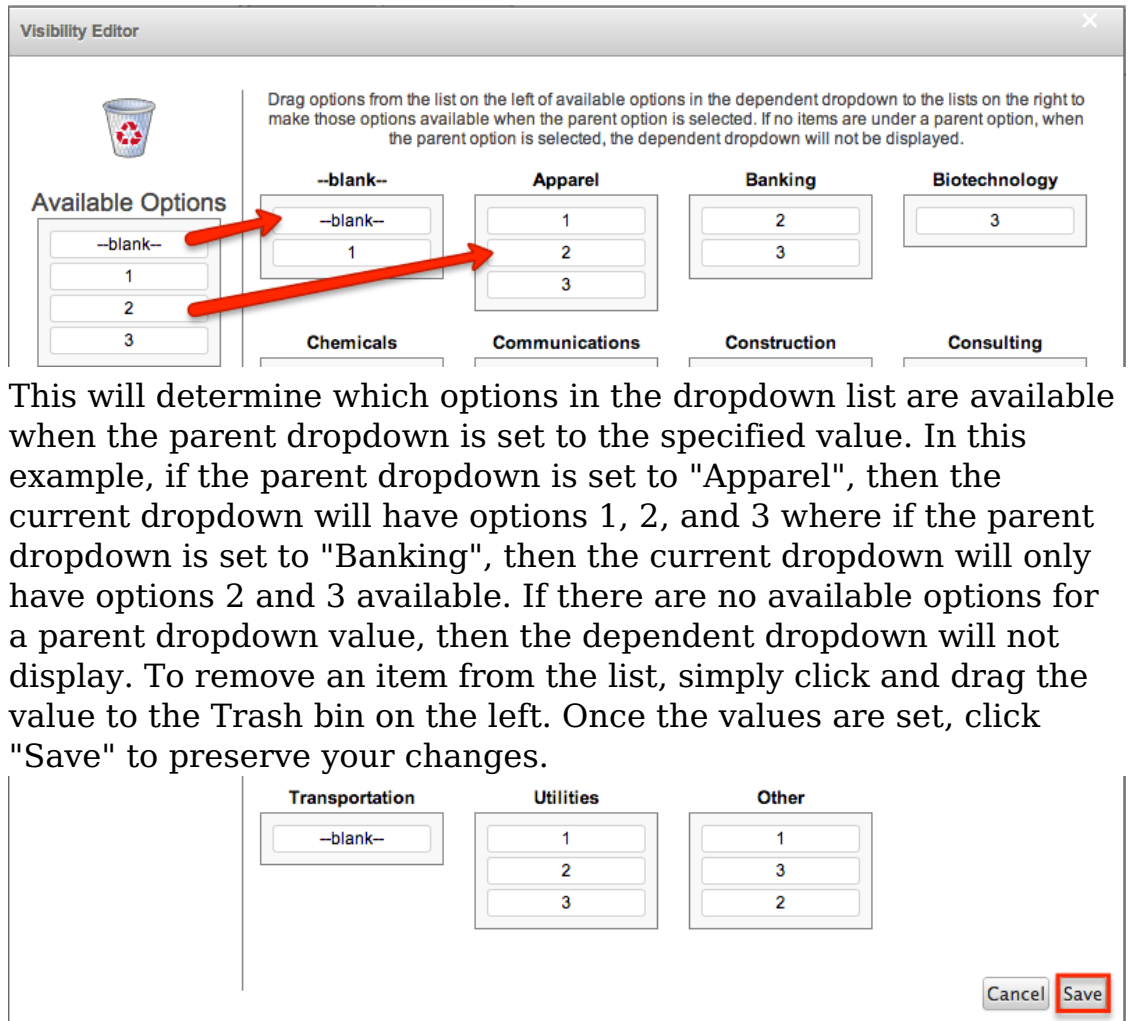 Visibility Editor
Drag options from the list on the left of available options in the dependent dropdown to the lists on the right to
make those options available when the parent option is selected. If no items are under a parent option, when
the parent option is selected, the dependent dropdown will not be displayed.
Available Options
--blank--
1
2
3
--blank--
--blank--
1
Apparel
1
2
3
Banking
2
3
Biotechnology
3
Chemicals
Communications
Construction
Consulting
This will determine which options in the dropdown list are available
when the parent dropdown is set to the specified value. In this
example, if the parent dropdown is set to "Apparel", then the
current dropdown will have options 1, 2, and 3 where if the parent
dropdown is set to "Banking", then the current dropdown will only
have options 2 and 3 available. If there are no available options for
a parent dropdown value, then the dependent dropdown will not
display. To remove an item from the list, simply click and drag the
value to the Trash bin on the left. Once the values are set, click
"Save" to preserve your changes.
Transportation
--blank--
Utilities
1
2
3
Other
1
3
2
Cancel
Save